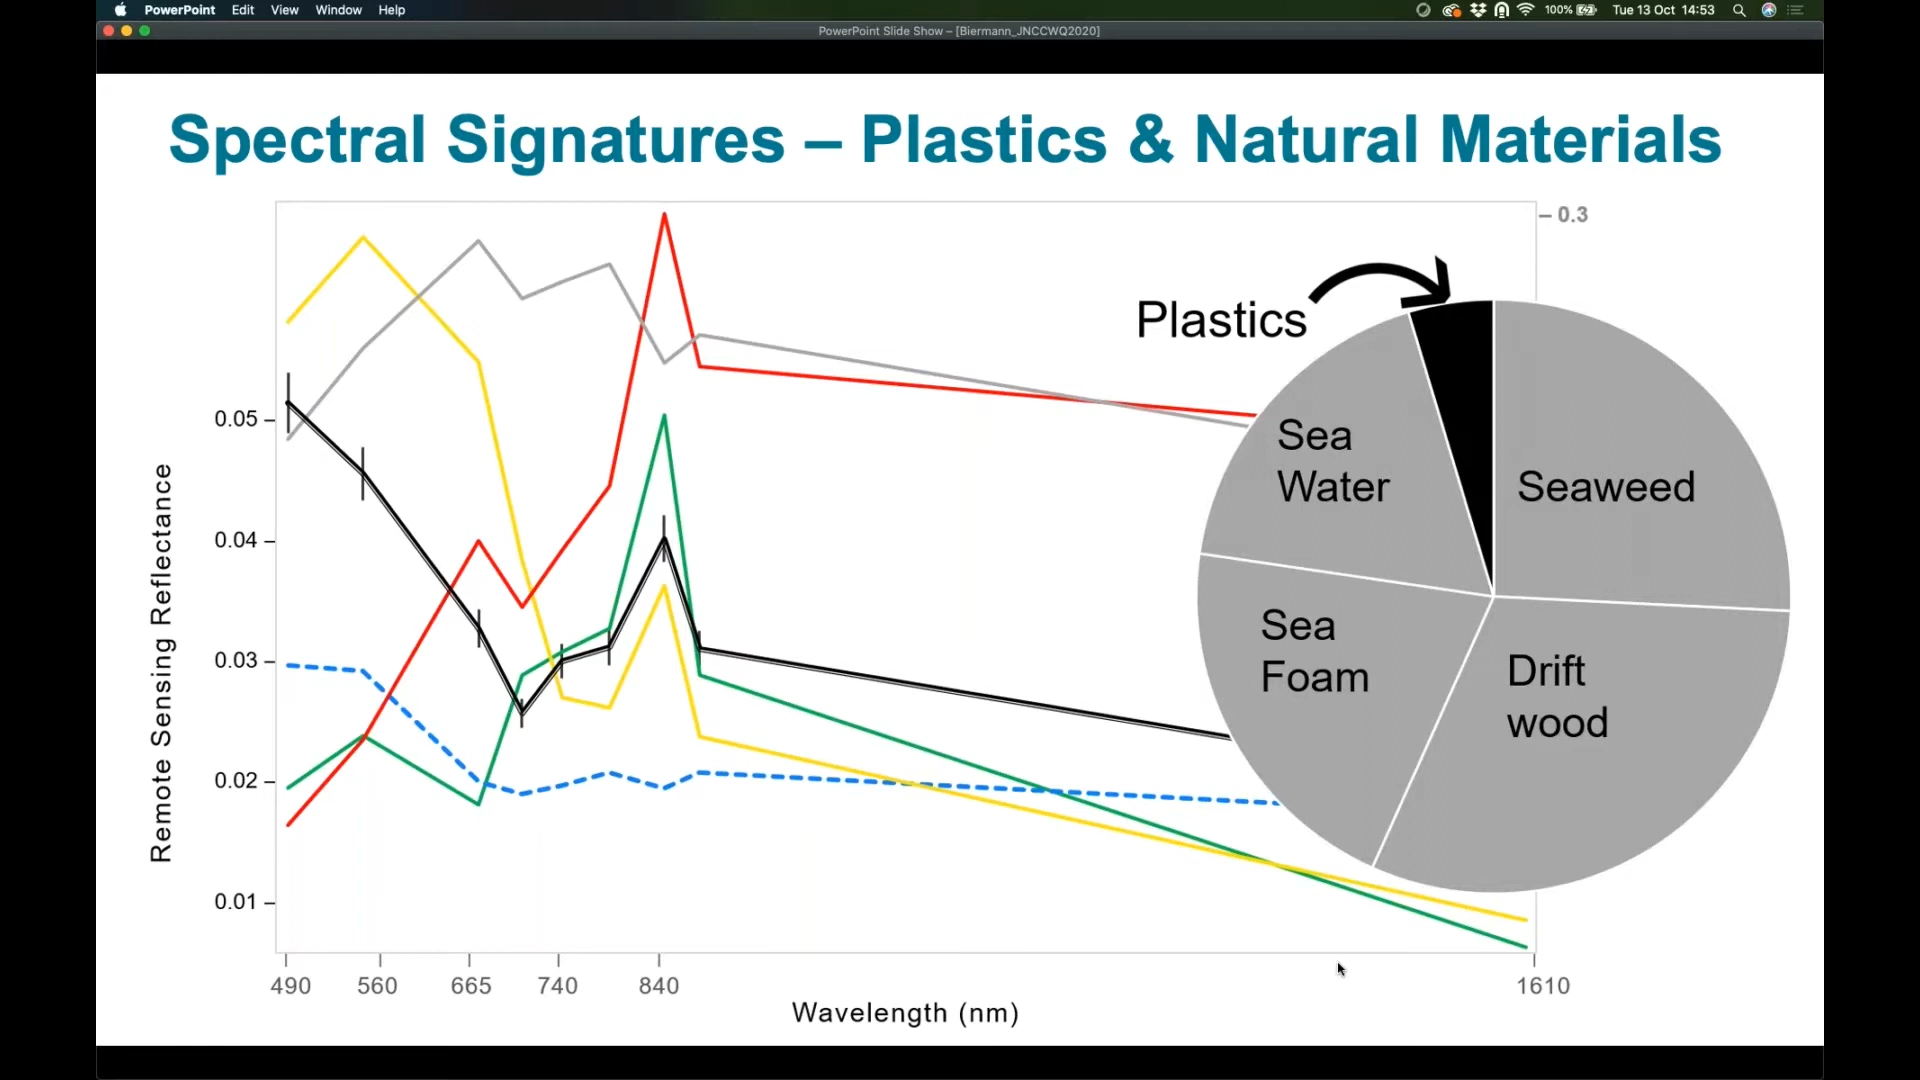 PowerPoint Edit View Window Help 100% Tue 13 Oct 14:53
PowerPoint Slide Show – [Biermann_JNCCWQ2020]
Spectral Signatures – Plastics & Natural Materials
– 0.3
Plastics
Sea
Water
Seaweed
Sea
Foam
Drift
wood
Remote Sensing Reflectance
0.05
0.04
0.03
0.02
0.01
490 560 665 740 840 1610
Wavelength (nm)